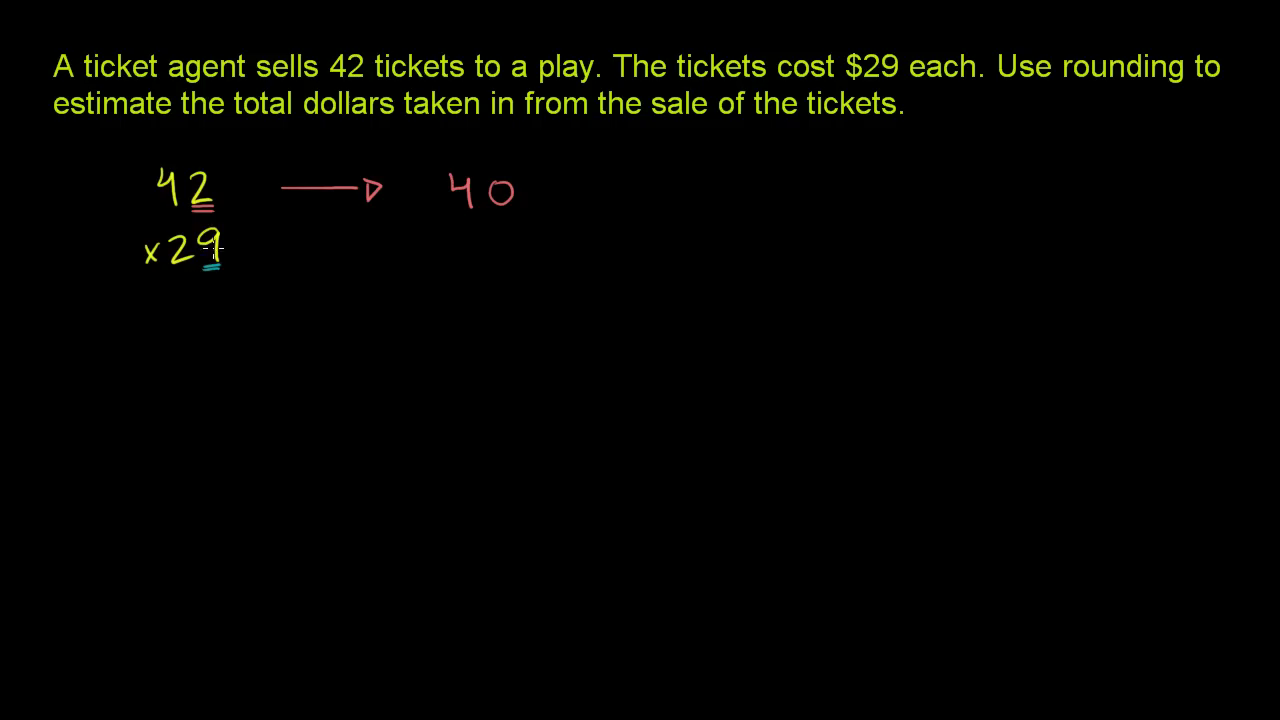 A ticket agent sells 42 tickets to a play. The tickets cost $29 each. Use rounding to
estimate the total dollars taken in from the sale of the tickets.
42 → 40
x 29